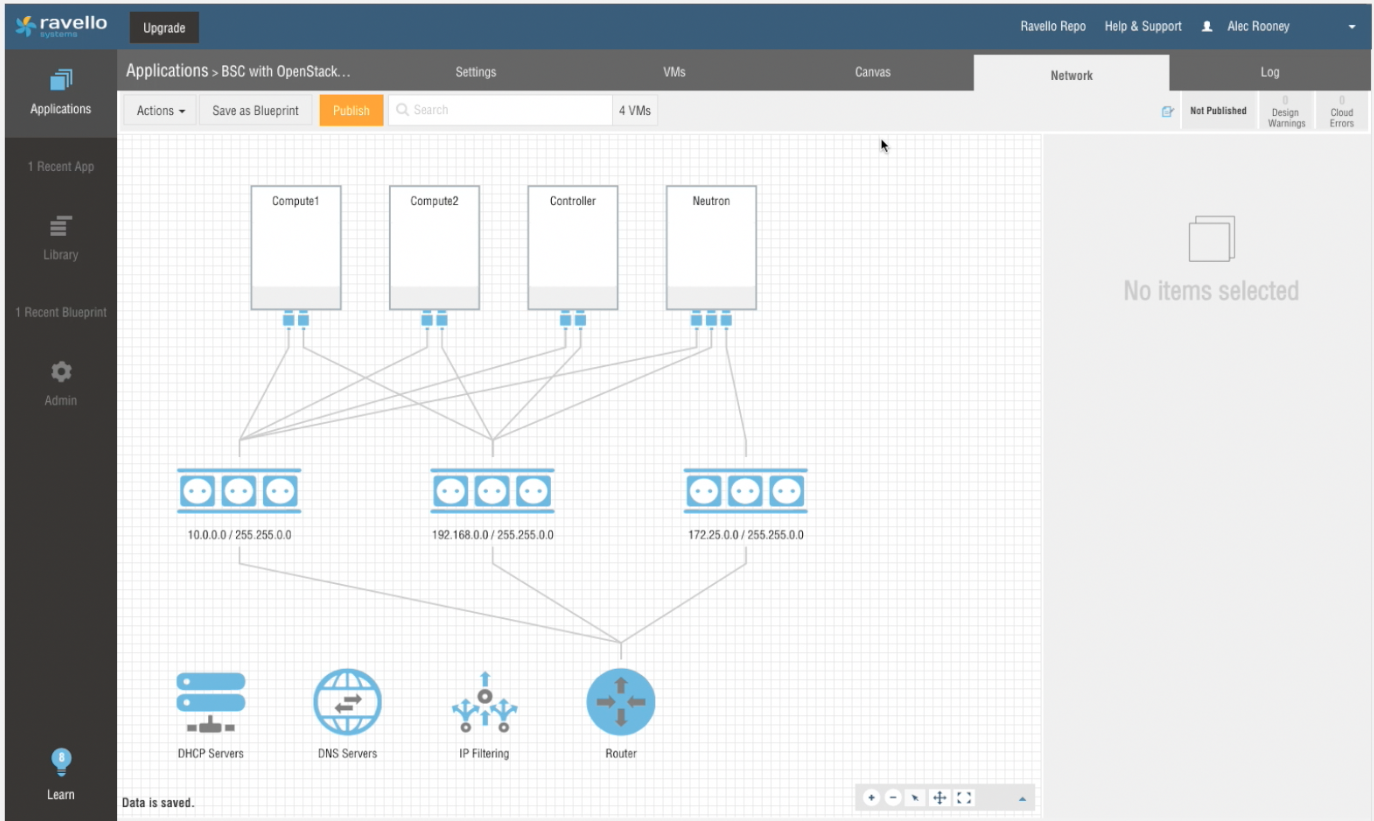 ravello
systems
Upgrade
Ravello Repo Help & Support Alec Rooney
Applications
1 Recent App
Library
1 Recent Blueprint
Admin
8
Learn
Applications > BSC with OpenStack... Settings VMs Canvas Network Log
Actions Save as Blueprint Publish Search 4 VMs Not Published
0
Design
Warnings
0
Cloud
Errors
Compute1 Compute2 Controller Neutron
No items selected
10.0.0.0 / 255.255.0.0 192.168.0.0 / 255.255.0.0 172.25.0.0 / 255.255.0.0
DHCP Servers DNS Servers IP Filtering Router
Data is saved.